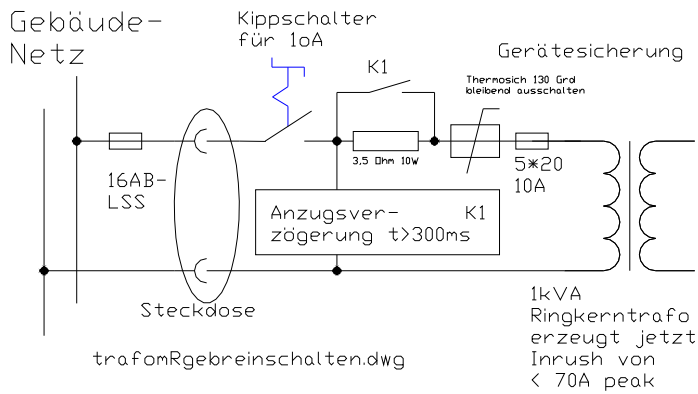 Gebäude-
Netz
Kippschalter
für 1oA
K1
Gerätesicherung
Thermosich 130 Grd
bleibend ausschalten
3,5 Ohm 10W
5*20
10A
16AB-
LSS
Anzugsver- K1
zögerung t>300ms
Steckdose
1kVA
Ringkerntrafo
erzeugt jetzt
Inrush von
< 70A peak
trafomRgebreinschalten.dwg